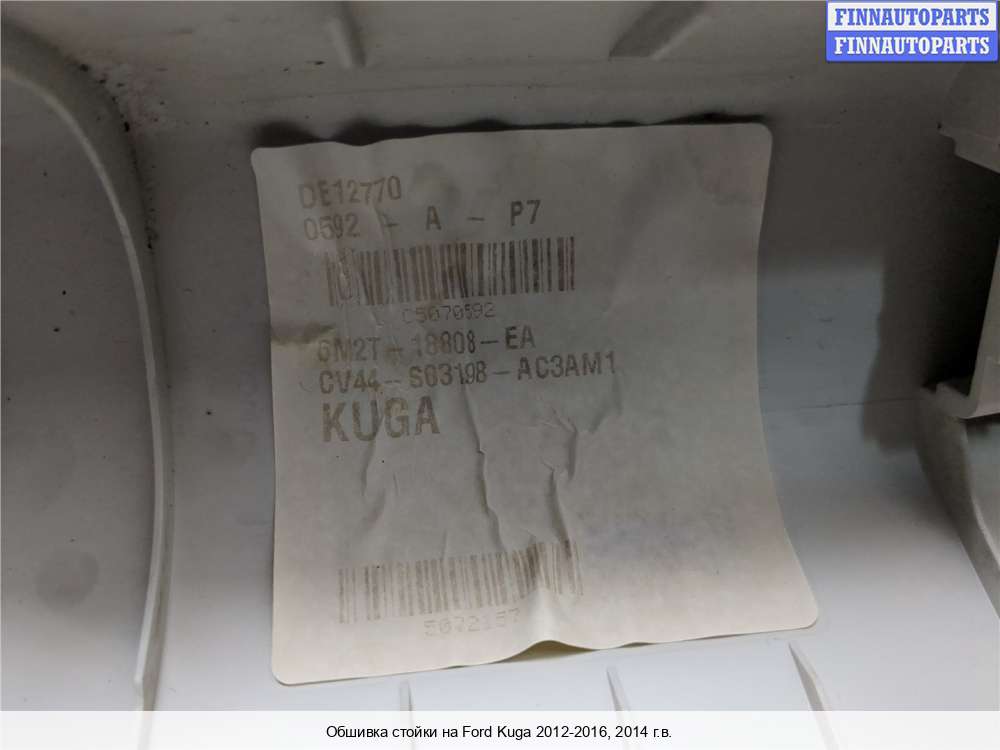 FINNAUTOPARTS
FINNAUTOPARTS
DE12770
0592 - A - P7
C5070592
6M2T-18808-EA
CV44-S03198-AC3AM1
KUGA
5072157
Обшивка стойки на Ford Kuga 2012-2016, 2014 г.в.